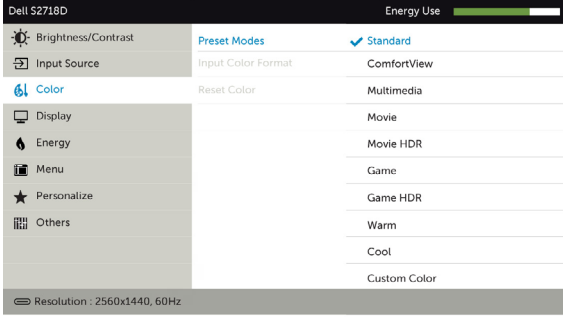 Dell S2718D
Energy Use
Brightness/Contrast
Input Source
Color
Display
Energy
Menu
Personalize
Others
Preset Modes
Input Color Format
Reset Color
Standard
ComfortView
Multimedia
Movie
Movie HDR
Game
Game HDR
Warm
Cool
Custom Color
Resolution : 2560x1440, 60Hz